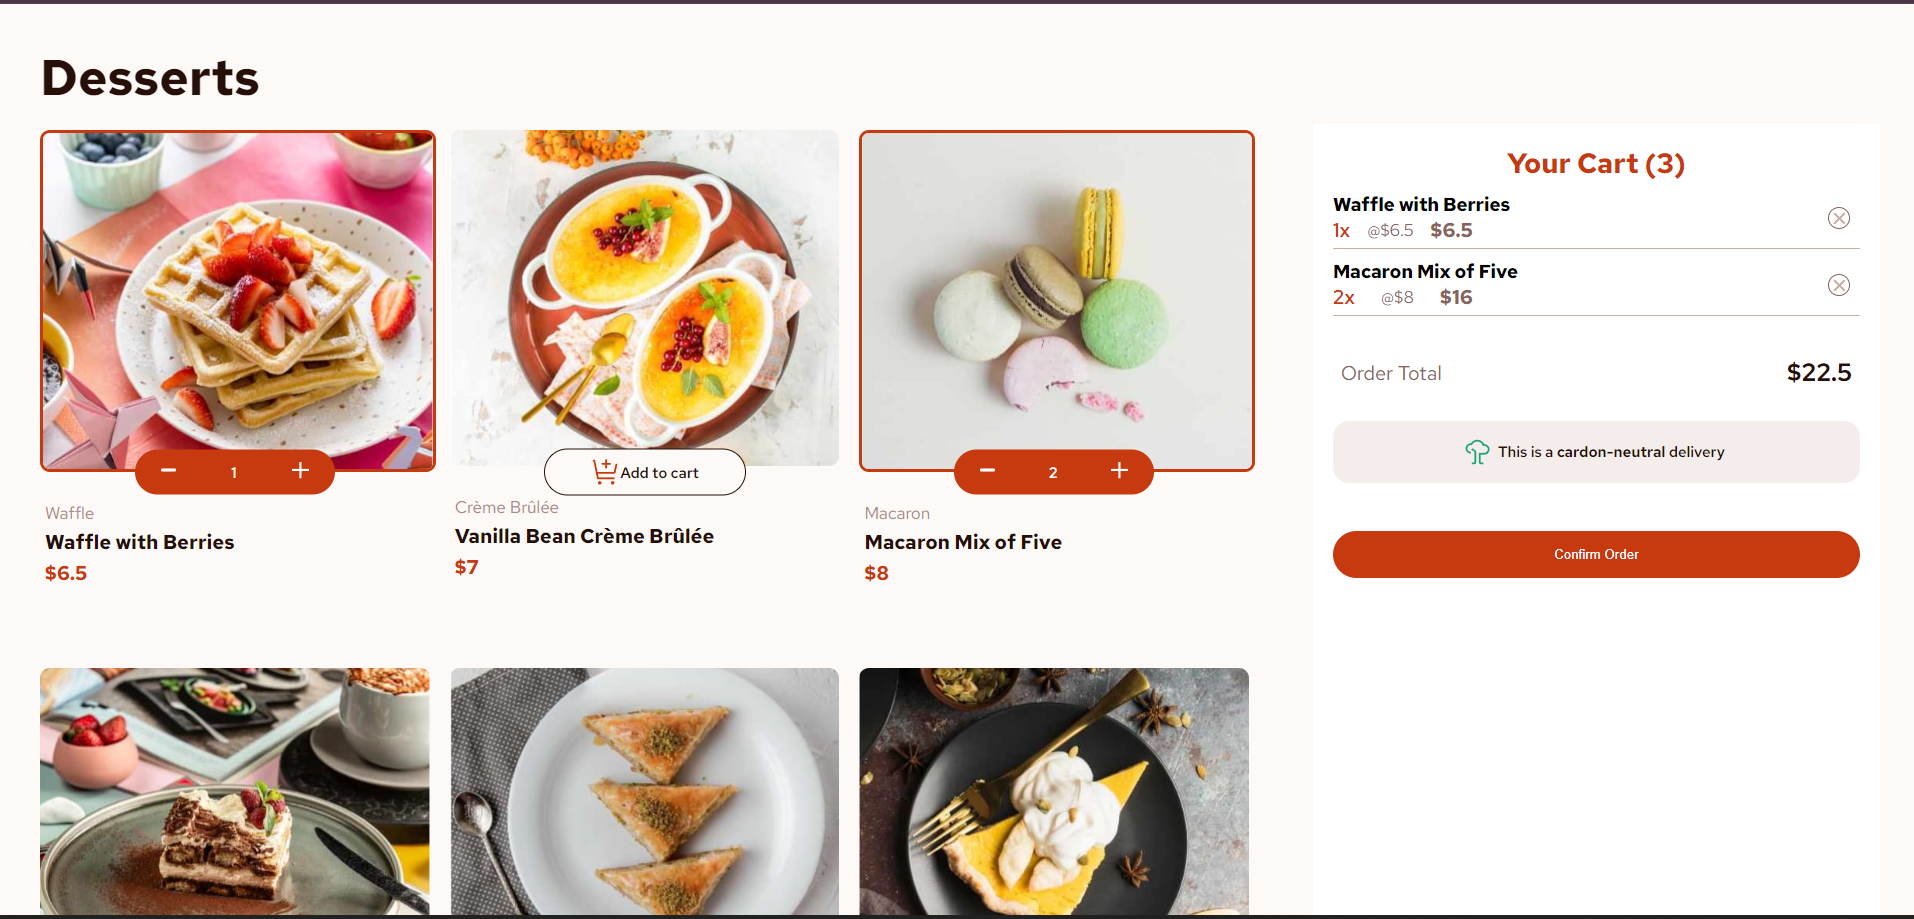 Desserts
1
Waffle
Waffle with Berries
$6.5
Add to cart
Crème Brûlée
Vanilla Bean Crème Brûlée
$7
2
Macaron
Macaron Mix of Five
$8
Your Cart (3)
Waffle with Berries
1x @$6.5 $6.5
Macaron Mix of Five
2x @$8 $16
Order Total $22.5
This is a cardon-neutral delivery
Confirm Order